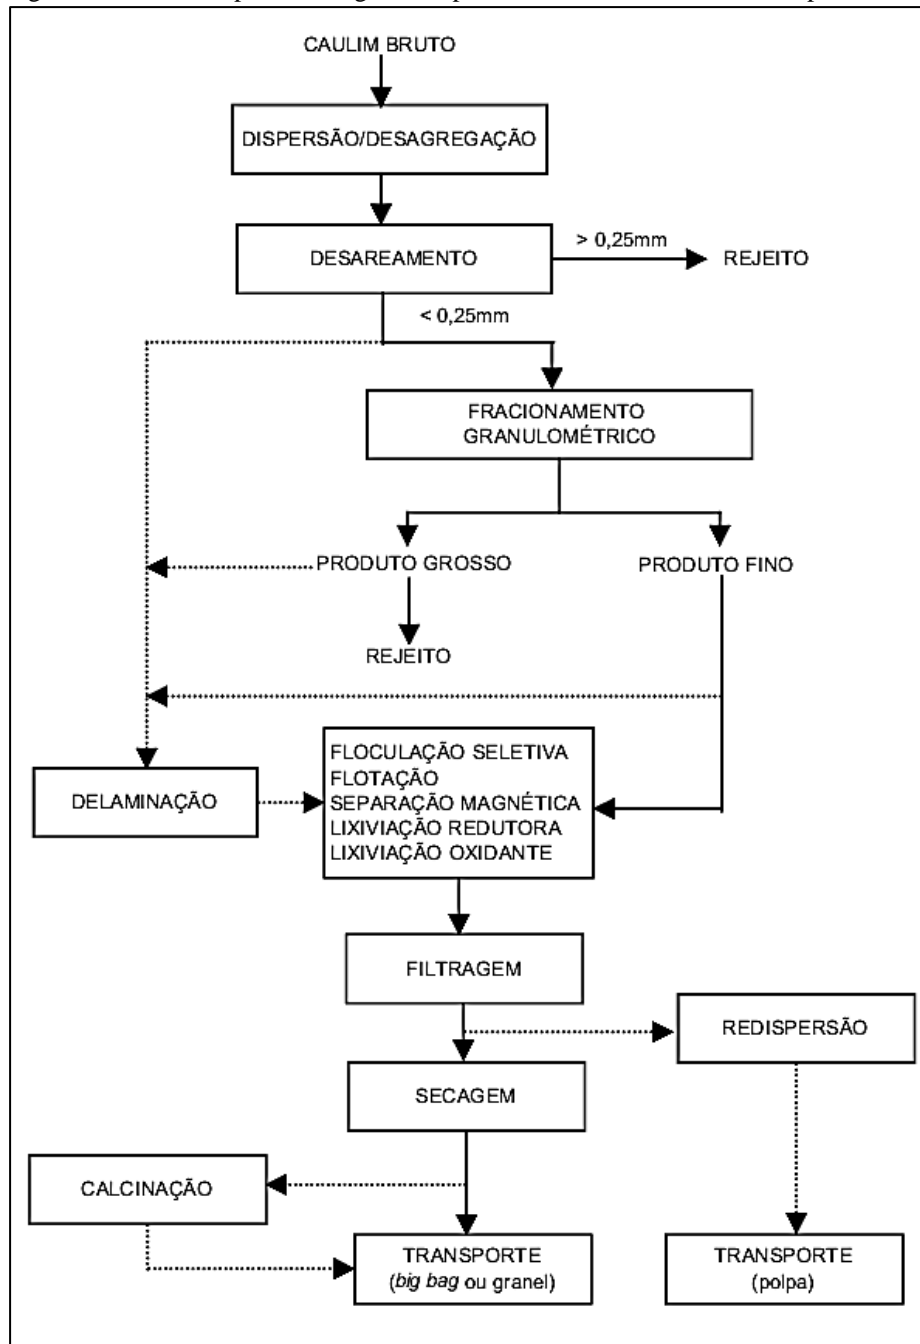 CAULIM BRUTO
DISPERSÃO/DESAGREGAÇÃO
DESAREAMENTO
> 0,25mm
REJEITO
< 0,25mm
FRACIONAMENTO
GRANULOMÉTRICO
PRODUTO GROSSO
PRODUTO FINO
REJEITO
DELAMINAÇÃO
FLOCULAÇÃO SELETIVA
FLOTAÇÃO
SEPARAÇÃO MAGNÉTICA
LIXIVIAÇÃO REDUTORA
LIXIVIAÇÃO OXIDANTE
FILTRAGEM
REDISPERSÃO
SECAGEM
CALCINAÇÃO
TRANSPORTE
(big bag ou granel)
TRANSPORTE
(polpa)